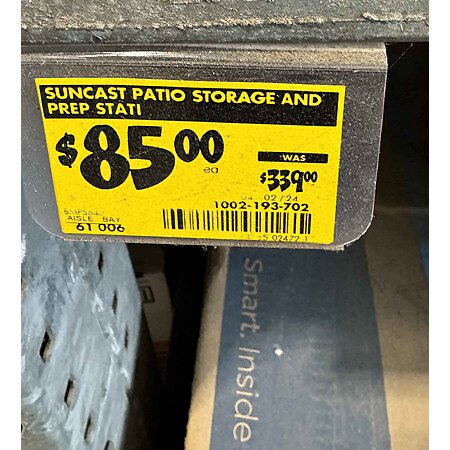 SUNCAST PATIO STORAGE AND
PREP STATI
$85.00
ea
WAS
$339.00
02/24
1002-193-702
AISLE BAY
61 006
Smart. Inside